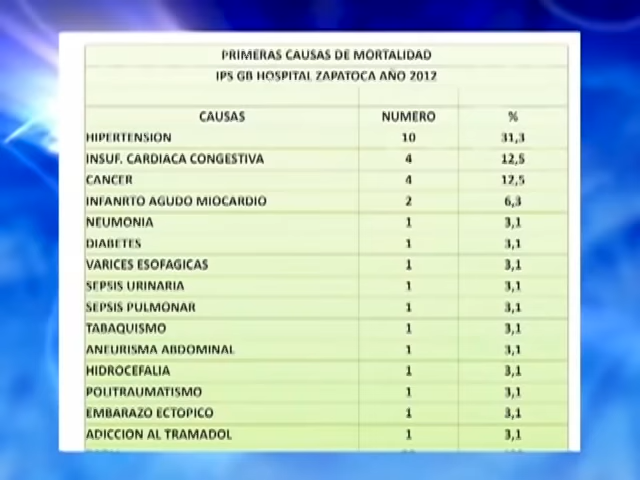 PRIMERAS CAUSAS DE MORTALIDAD
IPS GB HOSPITAL ZAPATOCA AÑO 2012
CAUSAS NUMERO %
HIPERTENSION 10 31,3
INSUF. CARDIACA CONGESTIVA 4 12,5
CANCER 4 12,5
INFANRTO AGUDO MIOCARDIO 2 6,3
NEUMONIA 1 3,1
DIABETES 1 3,1
VARICES ESOFAGICAS 1 3,1
SEPSIS URINARIA 1 3,1
SEPSIS PULMONAR 1 3,1
TABAQUISMO 1 3,1
ANEURISMA ABDOMINAL 1 3,1
HIDROCEFALIA 1 3,1
POLITRAUMATISMO 1 3,1
EMBARAZO ECTOPICO 1 3,1
ADICCION AL TRAMADOL 1 3,1